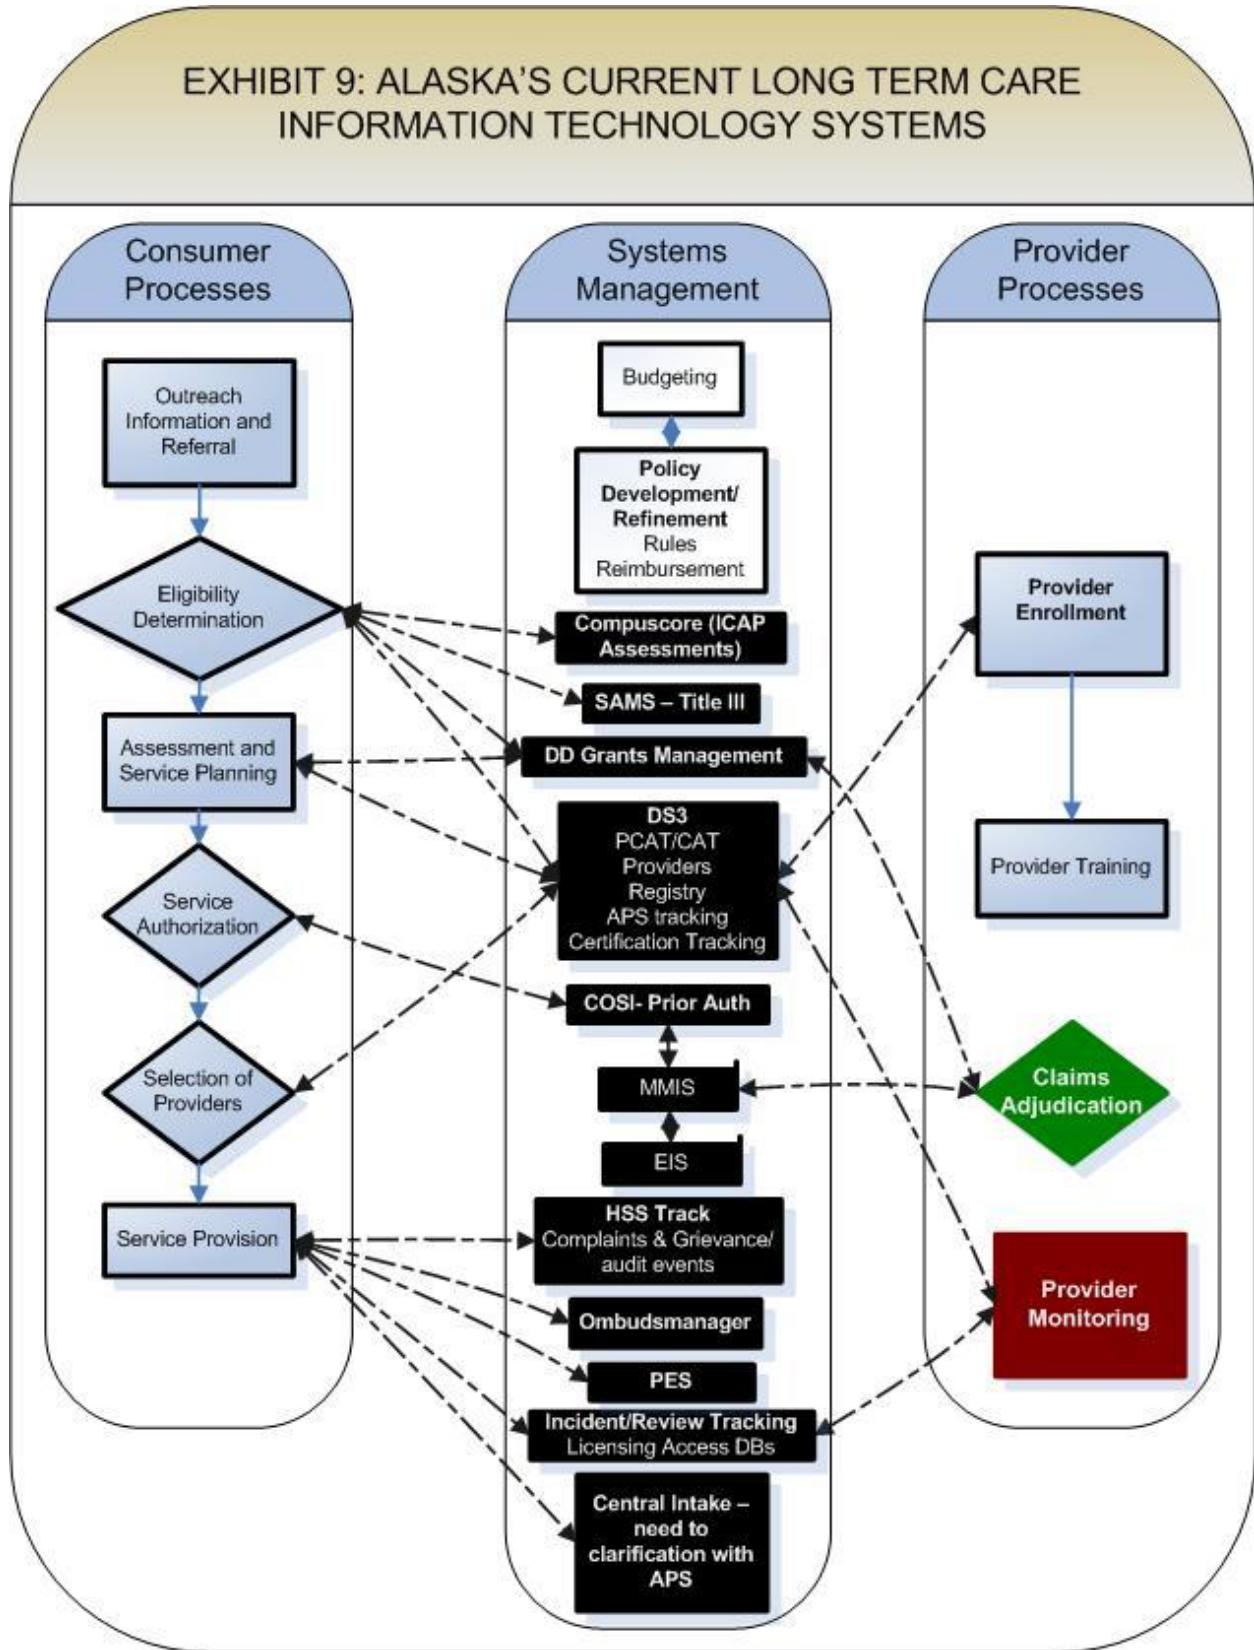 EXHIBIT 9: ALASKA'S CURRENT LONG TERM CARE
INFORMATION TECHNOLOGY SYSTEMS
Consumer
Processes
Outreach
Information and
Referral
Eligibility
Determination
Assessment and
Service Planning
Service
Authorization
Selection of
Providers
Service Provision
Systems
Management
Budgeting
Policy
Development/
Refinement
Rules
Reimbursement
Compuscore (ICAP
Assessments)
SAMS – Title III
DD Grants Management
DS3
PCAT/CAT
Providers
Registry
APS tracking
Certification Tracking
COSI- Prior Auth
MMIS
EIS
HSS Track
Complaints & Grievance/
audit events
Ombudsmanager
PES
Incident/Review Tracking
Licensing Access DBs
Central Intake –
need to
clarification with
APS
Provider
Processes
Provider
Enrollment
Provider Training
Claims
Adjudication
Provider
Monitoring